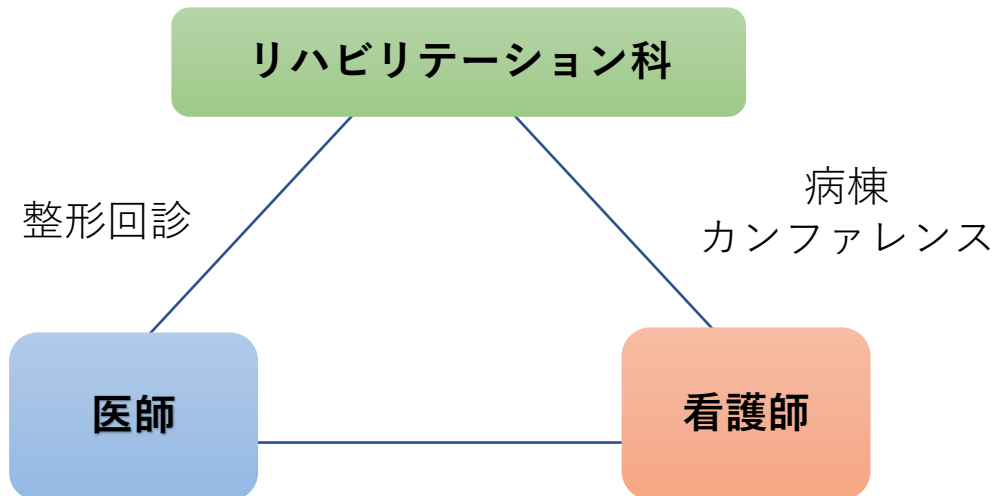 リハビリテーション科
整形回診
病棟
カンファレンス
医師
看護師